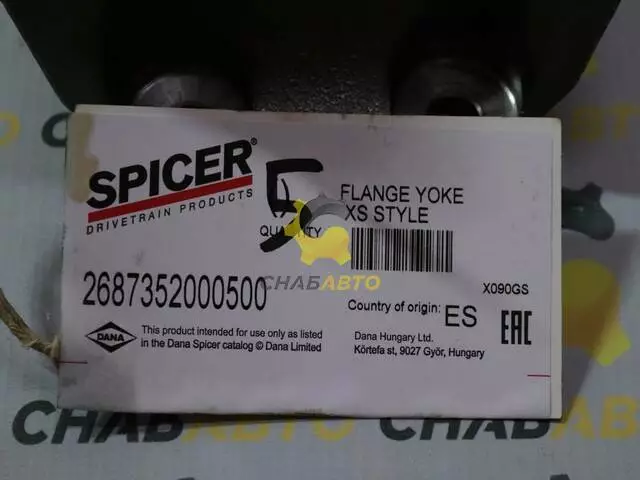 SPICER®
DRIVETRAIN PRODUCTS
5
QUANTITY
FLANGE YOKE
XS STYLE
2687352000500
СНАБАВТО
X090GS
Country of origin: ES
EAC
DANA
This product intended for use only as listed
in the Dana Spicer catalog © Dana Limited
Dana Hungary Ltd.
Körtefa st, 9027 Győr, Hungary
СНАБАВТО